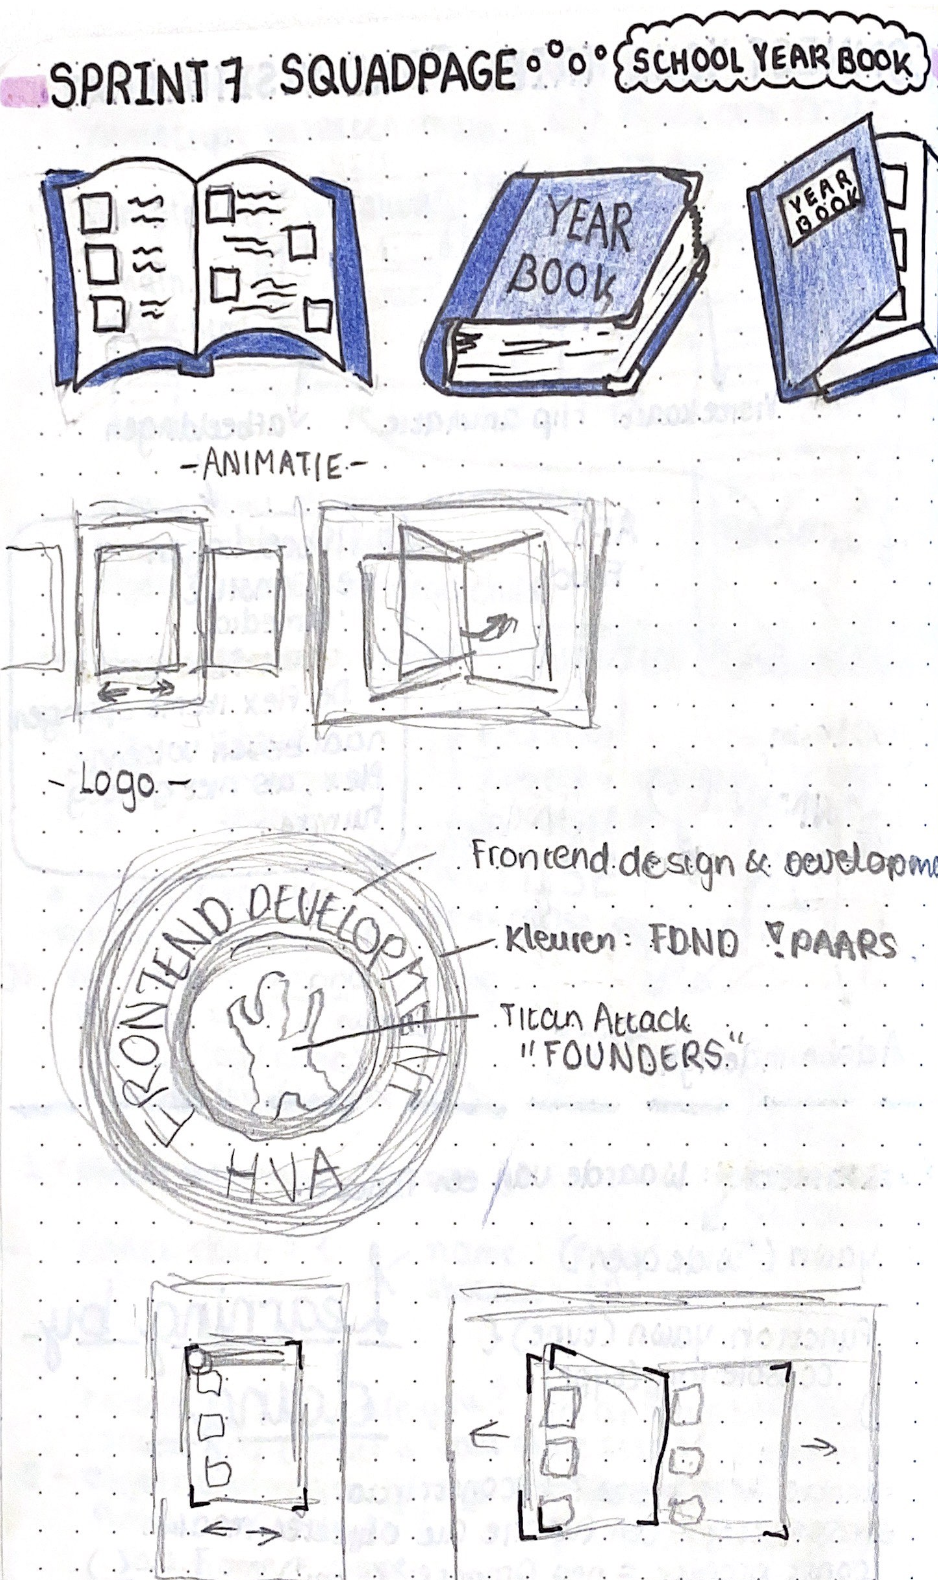 SPRINT 7 SQUADPAGE
SCHOOL YEAR BOOK
YEAR
BOOK
YEAR
BOOK
-ANIMATIE-
- Logo -
Frontend design &
FRONTEND DEVELOPMENT
HVA
Kleuren: FDND PAARS
Titan Attack
"FOUNDERS"